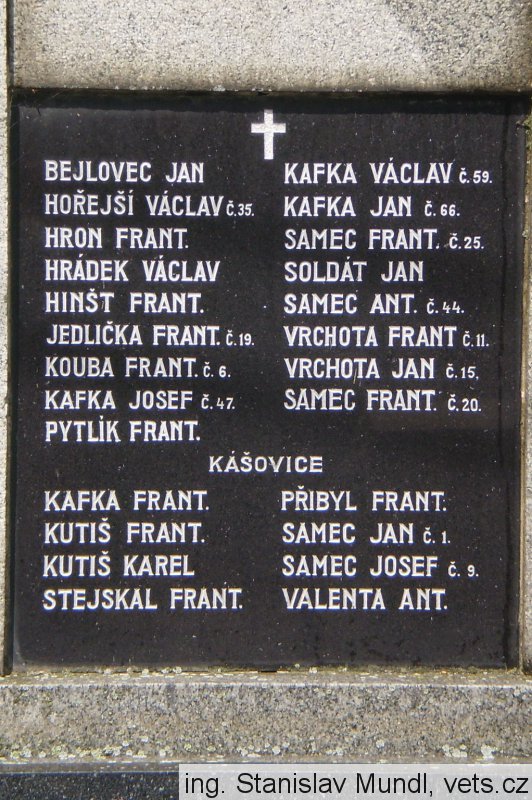 BEJLOVEC JAN
HOŘEJŠÍ VÁCLAV č.35.
HRON FRANT.
HRÁDEK VÁCLAV
HINŠT FRANT.
JEDLIČKA FRANT. č.19.
KOUBA FRANT. č. 6.
KAFKA JOSEF č. 47.
PYTLÍK FRANT.
KAFKA VÁCLAV č. 59.
KAFKA JAN č. 66.
SAMEC FRANT. č. 25.
SOLDÁT JAN
SAMEC ANT. č. 44.
VRCHOTA FRANT č. 11.
VRCHOTA JAN č. 15.
SAMEC FRANT. č. 20.
KÁŠOVICE
KAFKA FRANT.
KUTIŠ FRANT.
KUTIŠ KAREL
STEJSKAL FRANT.
PŘIBYL FRANT.
SAMEC JAN č. 1.
SAMEC JOSEF č. 9.
VALENTA ANT.
ing. Stanislav Mundl, vets.cz